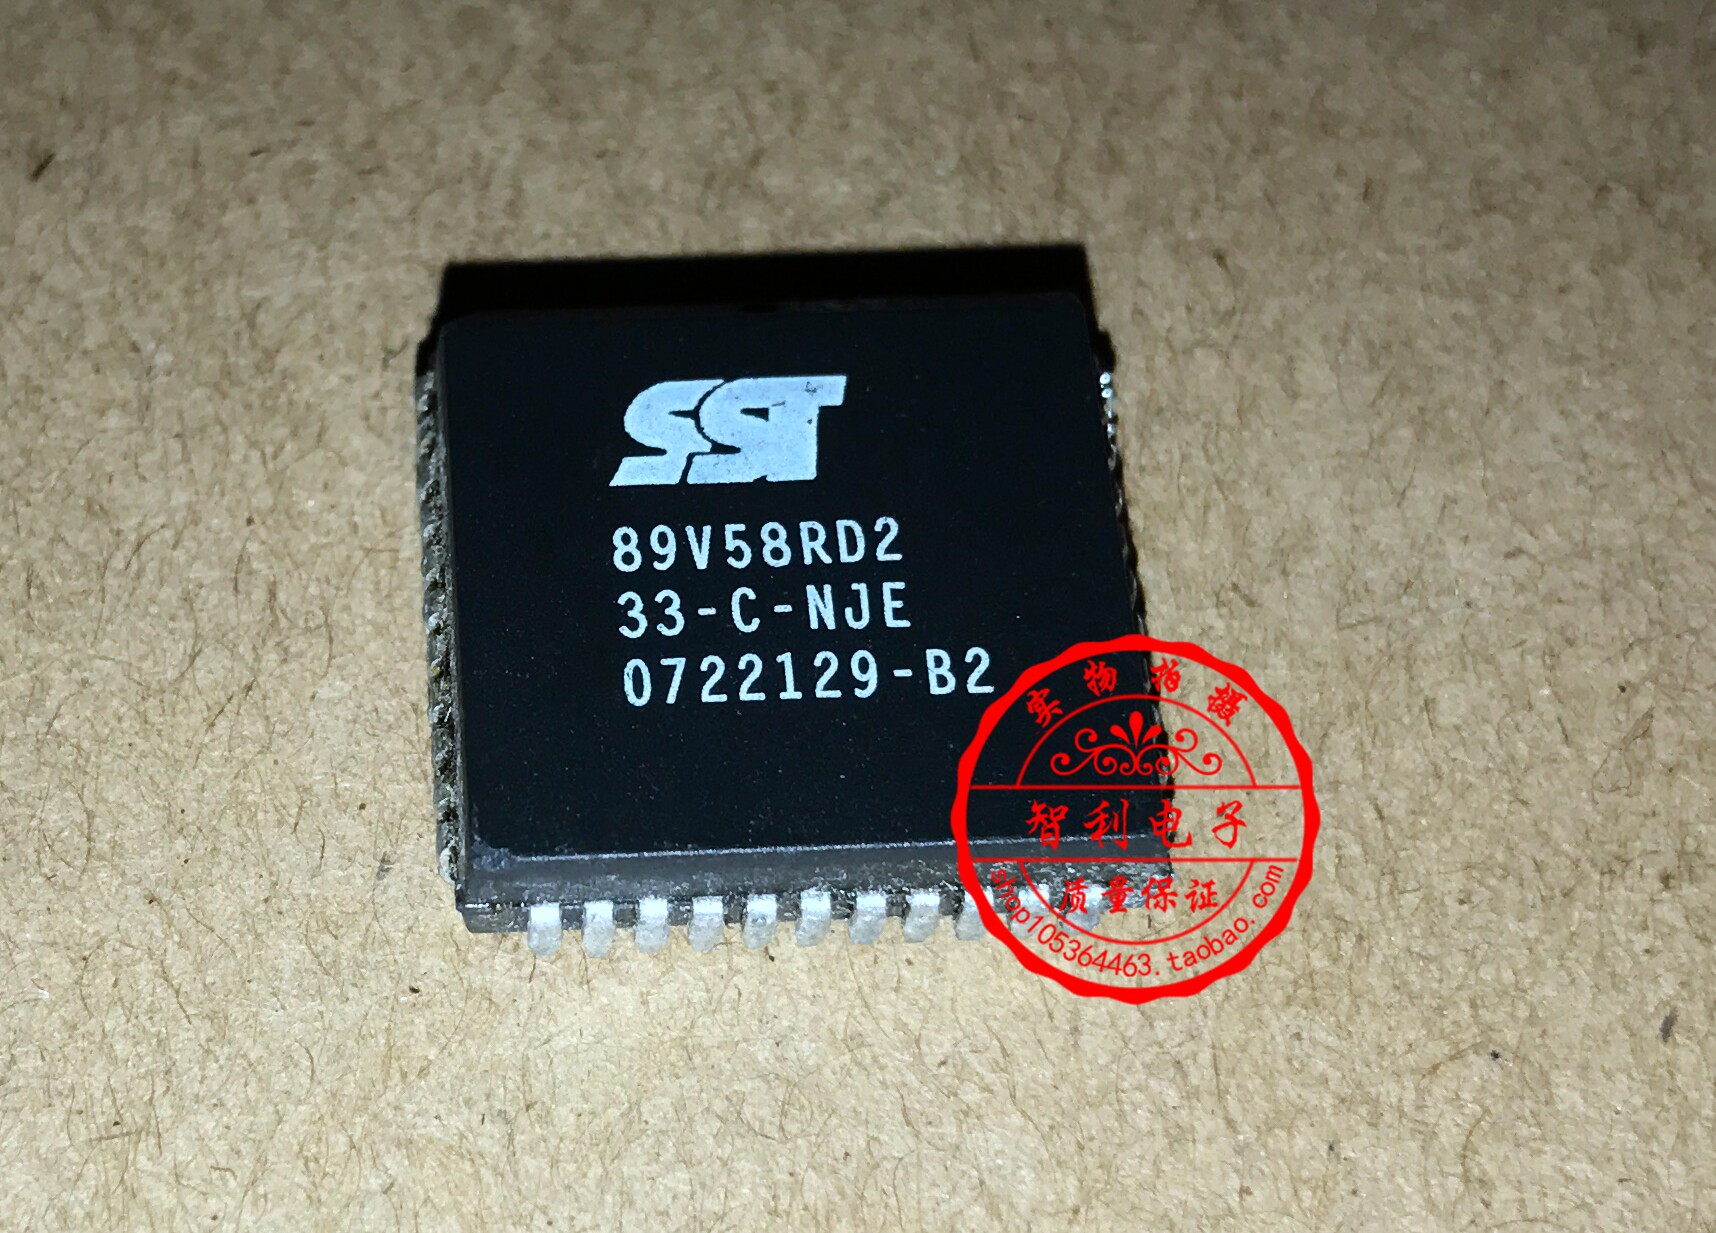 SST
89V58RD2
33-C-NJE
0722129-B2
实物拍摄
智利电子
质量保证
shop105364463.taobao.com